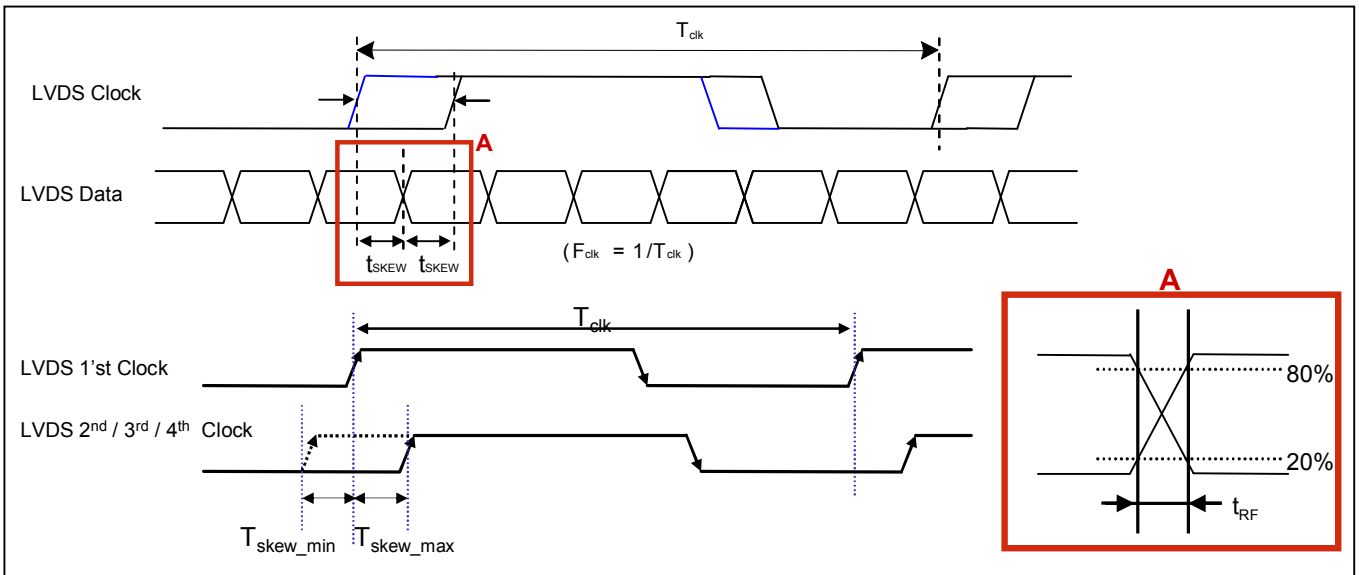 Tclk
LVDS Clock
A
LVDS Data
tSKEW tSKEW
( Fclk = 1/Tclk )
A
Tclk
LVDS 1'st Clock
80%
LVDS 2nd / 3rd / 4th Clock
20%
tRF
Tskew_min Tskew_max